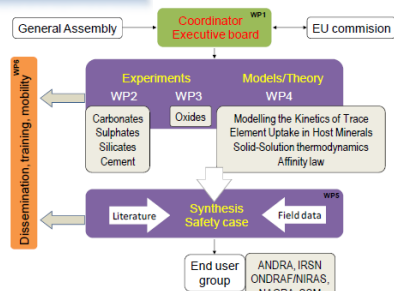 WP1
General Assembly
Coordinator
Executive board
EU commision
WP6
Dissemination, training, mobility
Experiments
Models/Theory
WP2
WP3
WP4
Carbonates
Sulphates
Silicates
Cement
Oxides
Modelling the Kinetics of Trace
Element Uptake in Host Minerals
Solid-Solution thermodynamics
Affinity law
WP5
Literature
Synthesis
Safety case
Field data
End user
group
ANDRA, IRSN
ONDRAF/NIRAS,